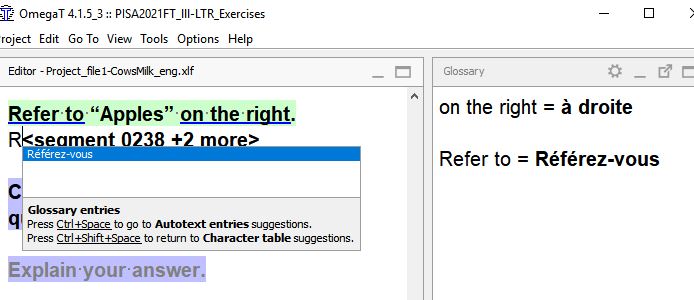 OmegaT 4.1.5_3 :: PISA2021FT_III-LTR_Exercises
Project Edit Go To View Tools Options Help
Editor - Project_file1-CowsMilk_eng.xlf
Refer to “Apples” on the right.
R<segment 0238 +2 more>
Référez-vous
Glossary entries
Press Ctrl+Space to go to Autotext entries suggestions.
Press Ctrl+Shift+Space to return to Character table suggestions.
C
Explain your answer.
Glossary
on the right = à droite
Refer to = Référez-vous